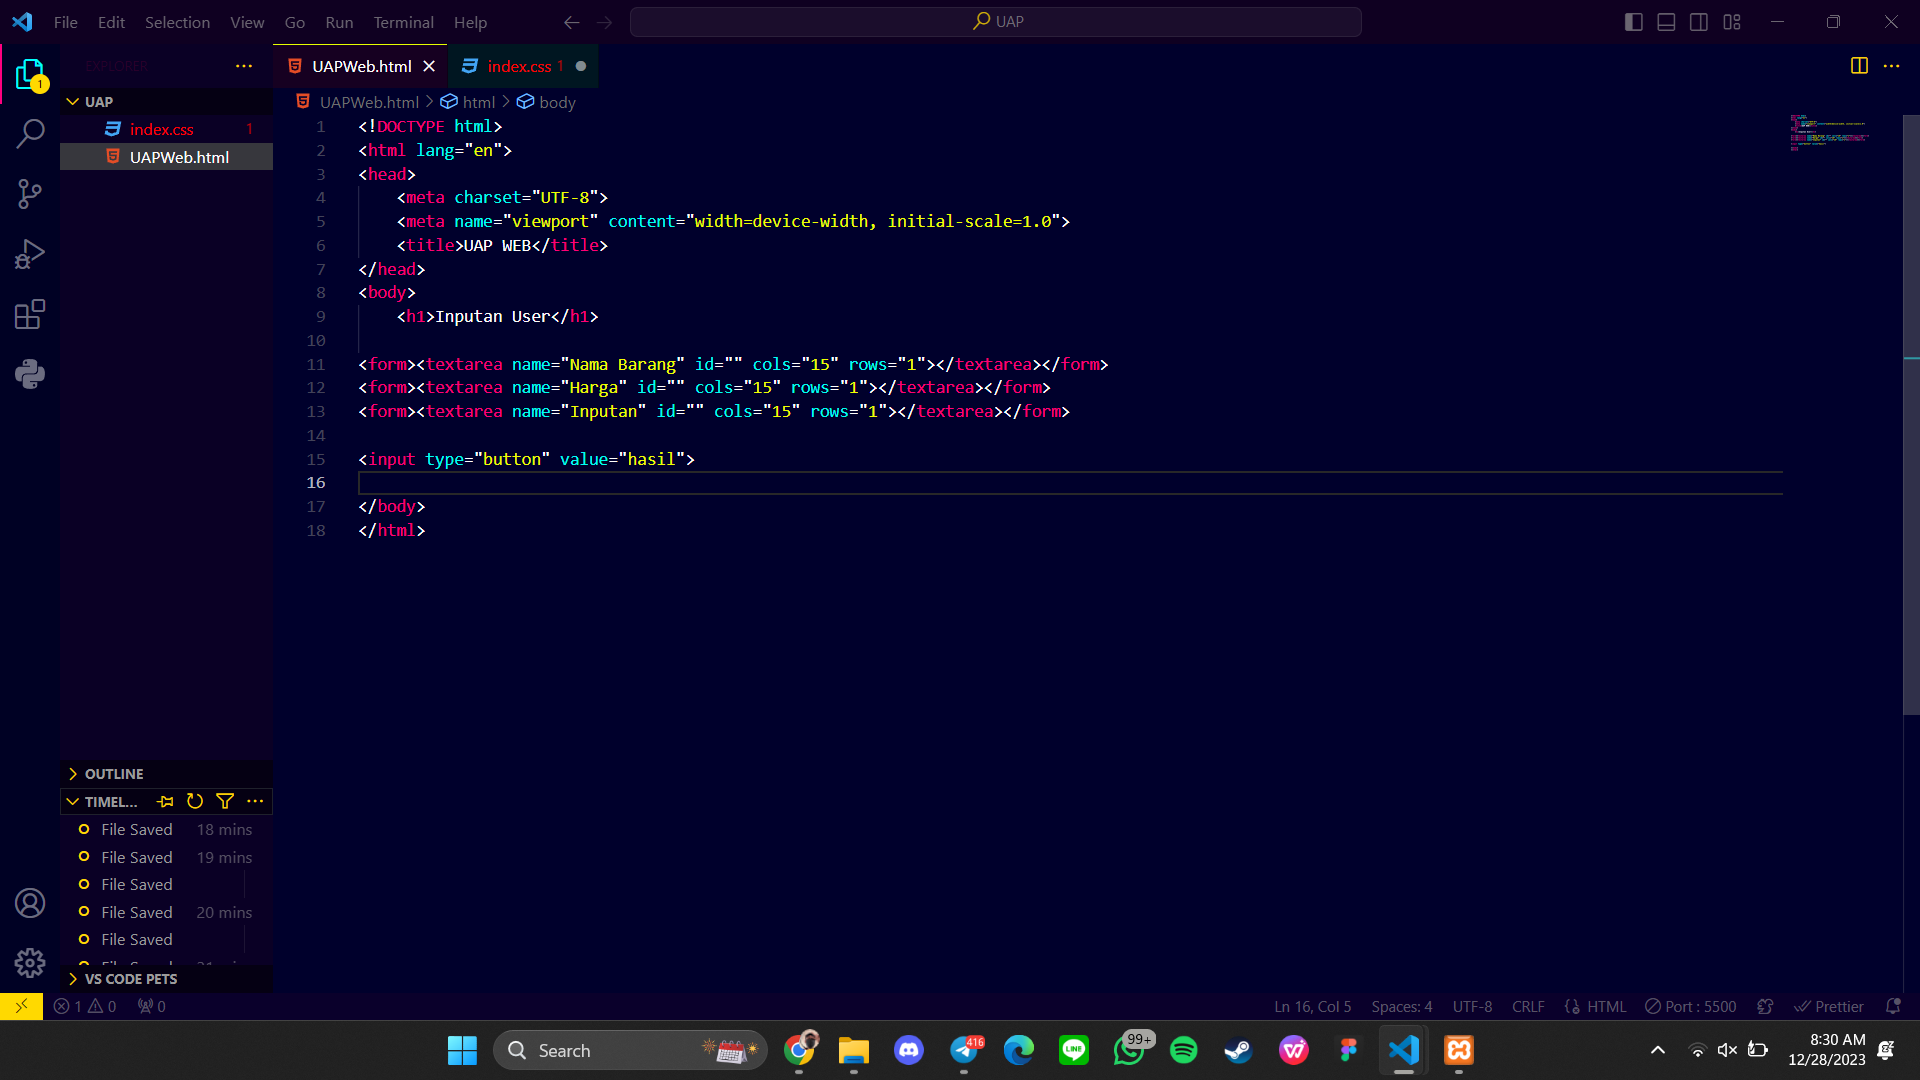 File Edit Selection View Go Run Terminal Help
UAP
EXPLORER
1
UAP
index.css 1
UAPWeb.html
UAPWeb.html
index.css 1
UAPWeb.html > html > body
1 <!DOCTYPE html>
2 <html lang="en">
3 <head>
4 <meta charset="UTF-8">
5 <meta name="viewport" content="width=device-width, initial-scale=1.0">
6 <title>UAP WEB</title>
7 </head>
8 <body>
9 <h1>Inputan User</h1>
10
11 <form><textarea name="Nama Barang" id="" cols="15" rows="1"></textarea></form>
12 <form><textarea name="Harga" id="" cols="15" rows="1"></textarea></form>
13 <form><textarea name="Inputan" id="" cols="15" rows="1"></textarea></form>
14
15 <input type="button" value="hasil">
16
17 </body>
18 </html>
OUTLINE
TIMEL...
File Saved 18 mins
File Saved 19 mins
File Saved
File Saved 20 mins
File Saved
VS CODE PETS
1 0 0
Ln 16, Col 5 Spaces: 4 UTF-8 CRLF HTML Port : 5500 Prettier
Search
416
LINE
99+
8:30 AM
12/28/2023